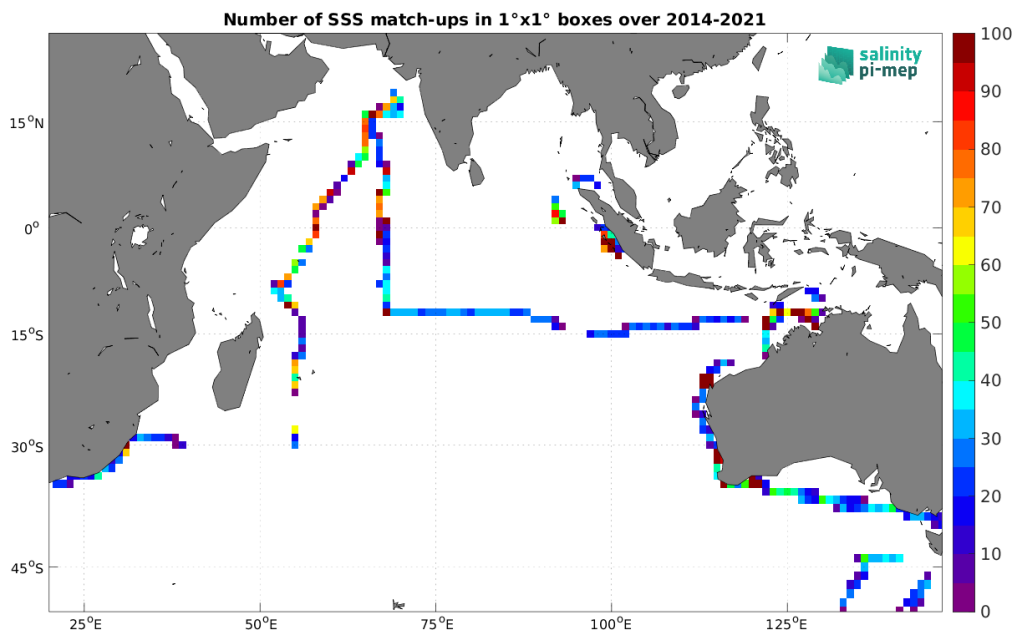 Number of SSS match-ups in 1°x1° boxes over 2014-2021
salinity
pi-mep
100
90
80
70
60
50
40
30
20
10
0
15°N
0°
15°S
30°S
45°S
25°E
50°E
75°E
100°E
125°E